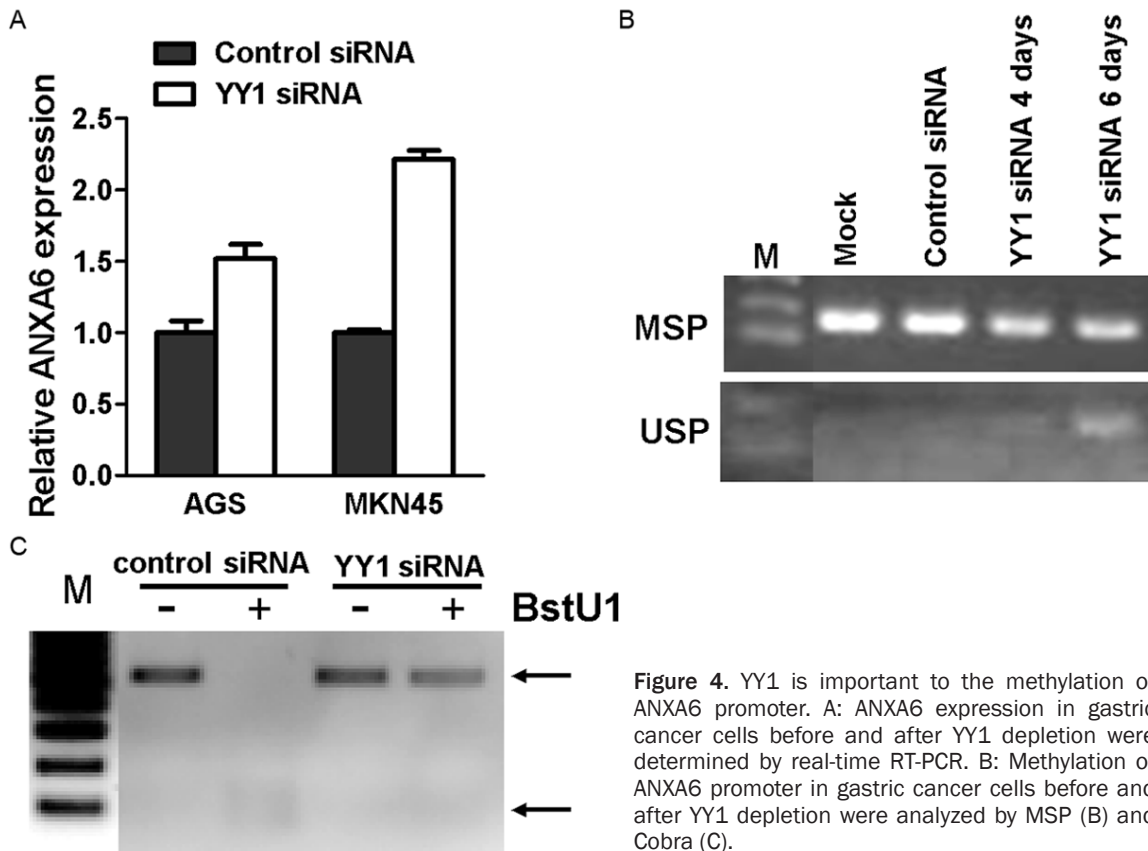 A
Control siRNA
YY1 siRNA
Relative ANXA6 expression
2.5
2.0
1.5
1.0
0.5
0.0
AGS
MKN45
B
M
Mock
Control siRNA
YY1 siRNA 4 days
YY1 siRNA 6 days
MSP
USP
C
M
control siRNA
YY1 siRNA
- + - +
BstU1
Figure 4. YY1 is important to the methylation o
ANXA6 promoter. A: ANXA6 expression in gastric
cancer cells before and after YY1 depletion were
determined by real-time RT-PCR. B: Methylation o
ANXA6 promoter in gastric cancer cells before and
after YY1 depletion were analyzed by MSP (B) and
Cobra (C).